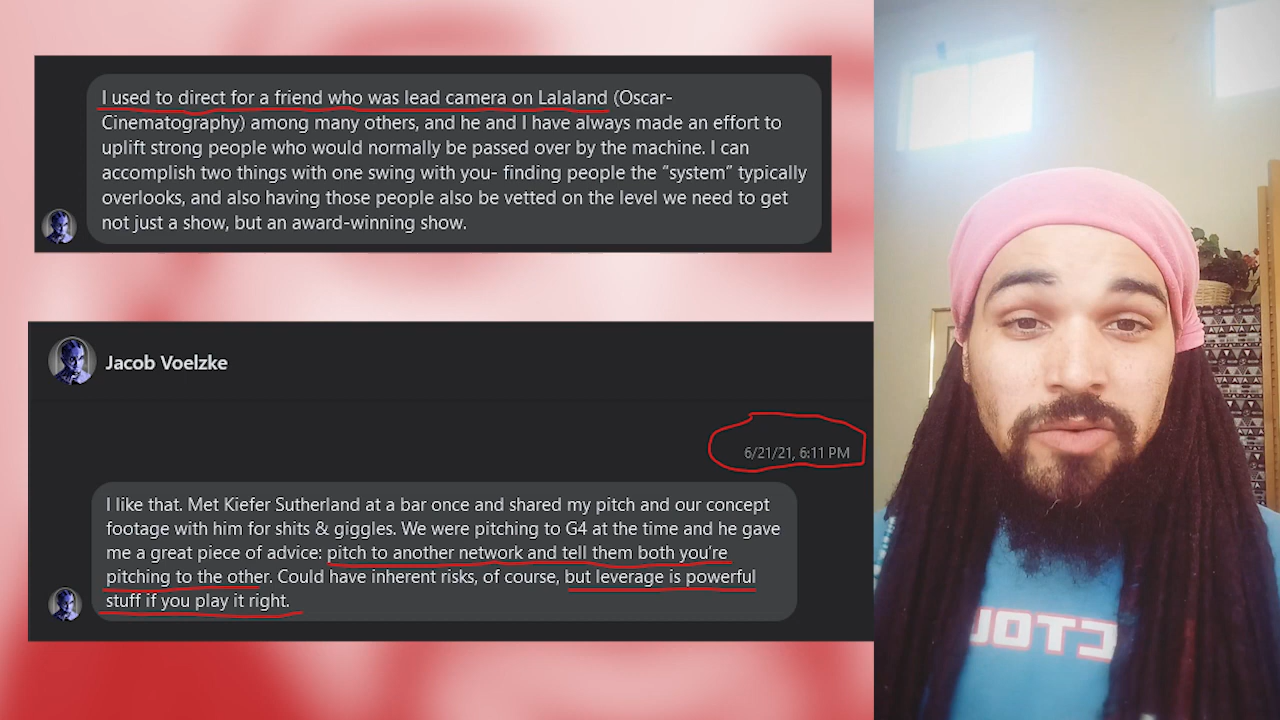 I used to direct for a friend who was lead camera on Lalaland (Oscar-
Cinematography) among many others, and he and I have always made an effort to
uplift strong people who would normally be passed over by the machine. I can
accomplish two things with one swing with you- finding people the “system” typically
overlooks, and also having those people also be vetted on the level we need to get
not just a show, but an award-winning show.
Jacob Voelzke
6/21/21, 6:11 PM
I like that. Met Kiefer Sutherland at a bar once and shared my pitch and our concept
footage with him for shits & giggles. We were pitching to G4 at the time and he gave
me a great piece of advice: pitch to another network and tell them both you’re
pitching to the other. Could have inherent risks, of course, but leverage is powerful
stuff if you play it right.